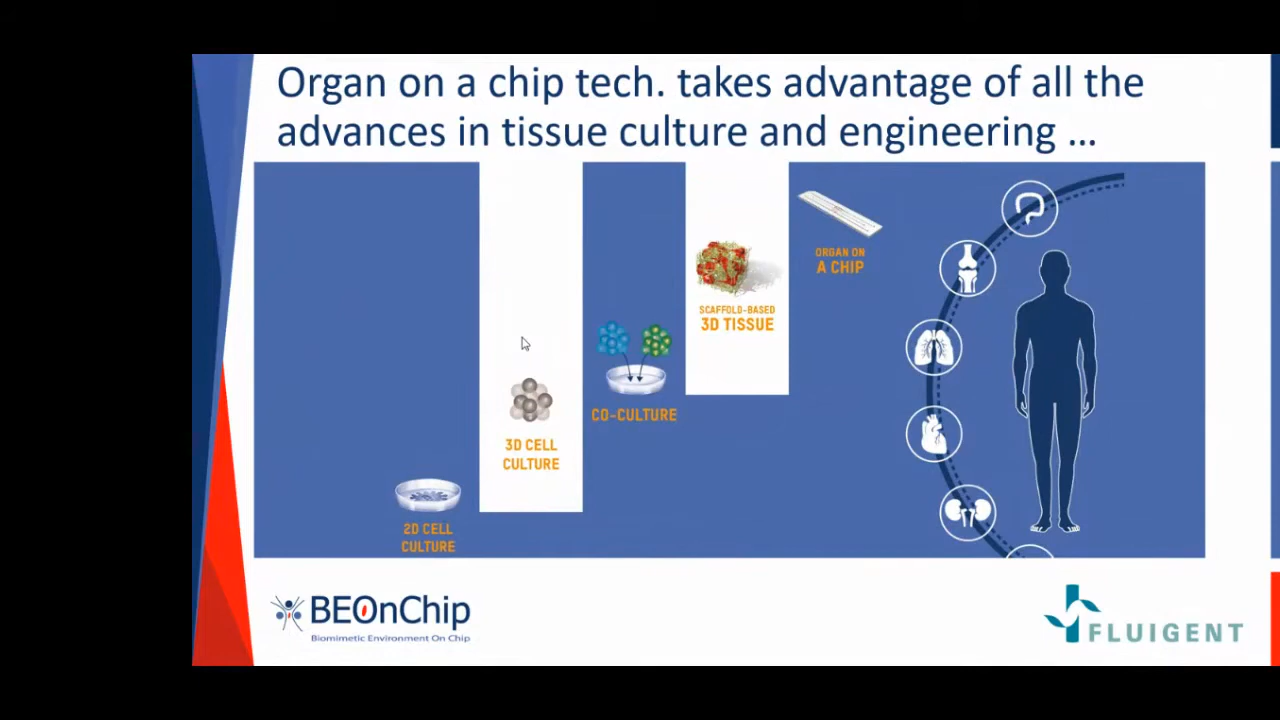 Organ on a chip tech. takes advantage of all the
advances in tissue culture and engineering ...
ORGAN ON
A CHIP
SCAFFOLD-BASED
3D TISSUE
CO-CULTURE
3D CELL
CULTURE
2D CELL
CULTURE
BEOnChip
Biomimetic Environment On Chip
FLUIGENT